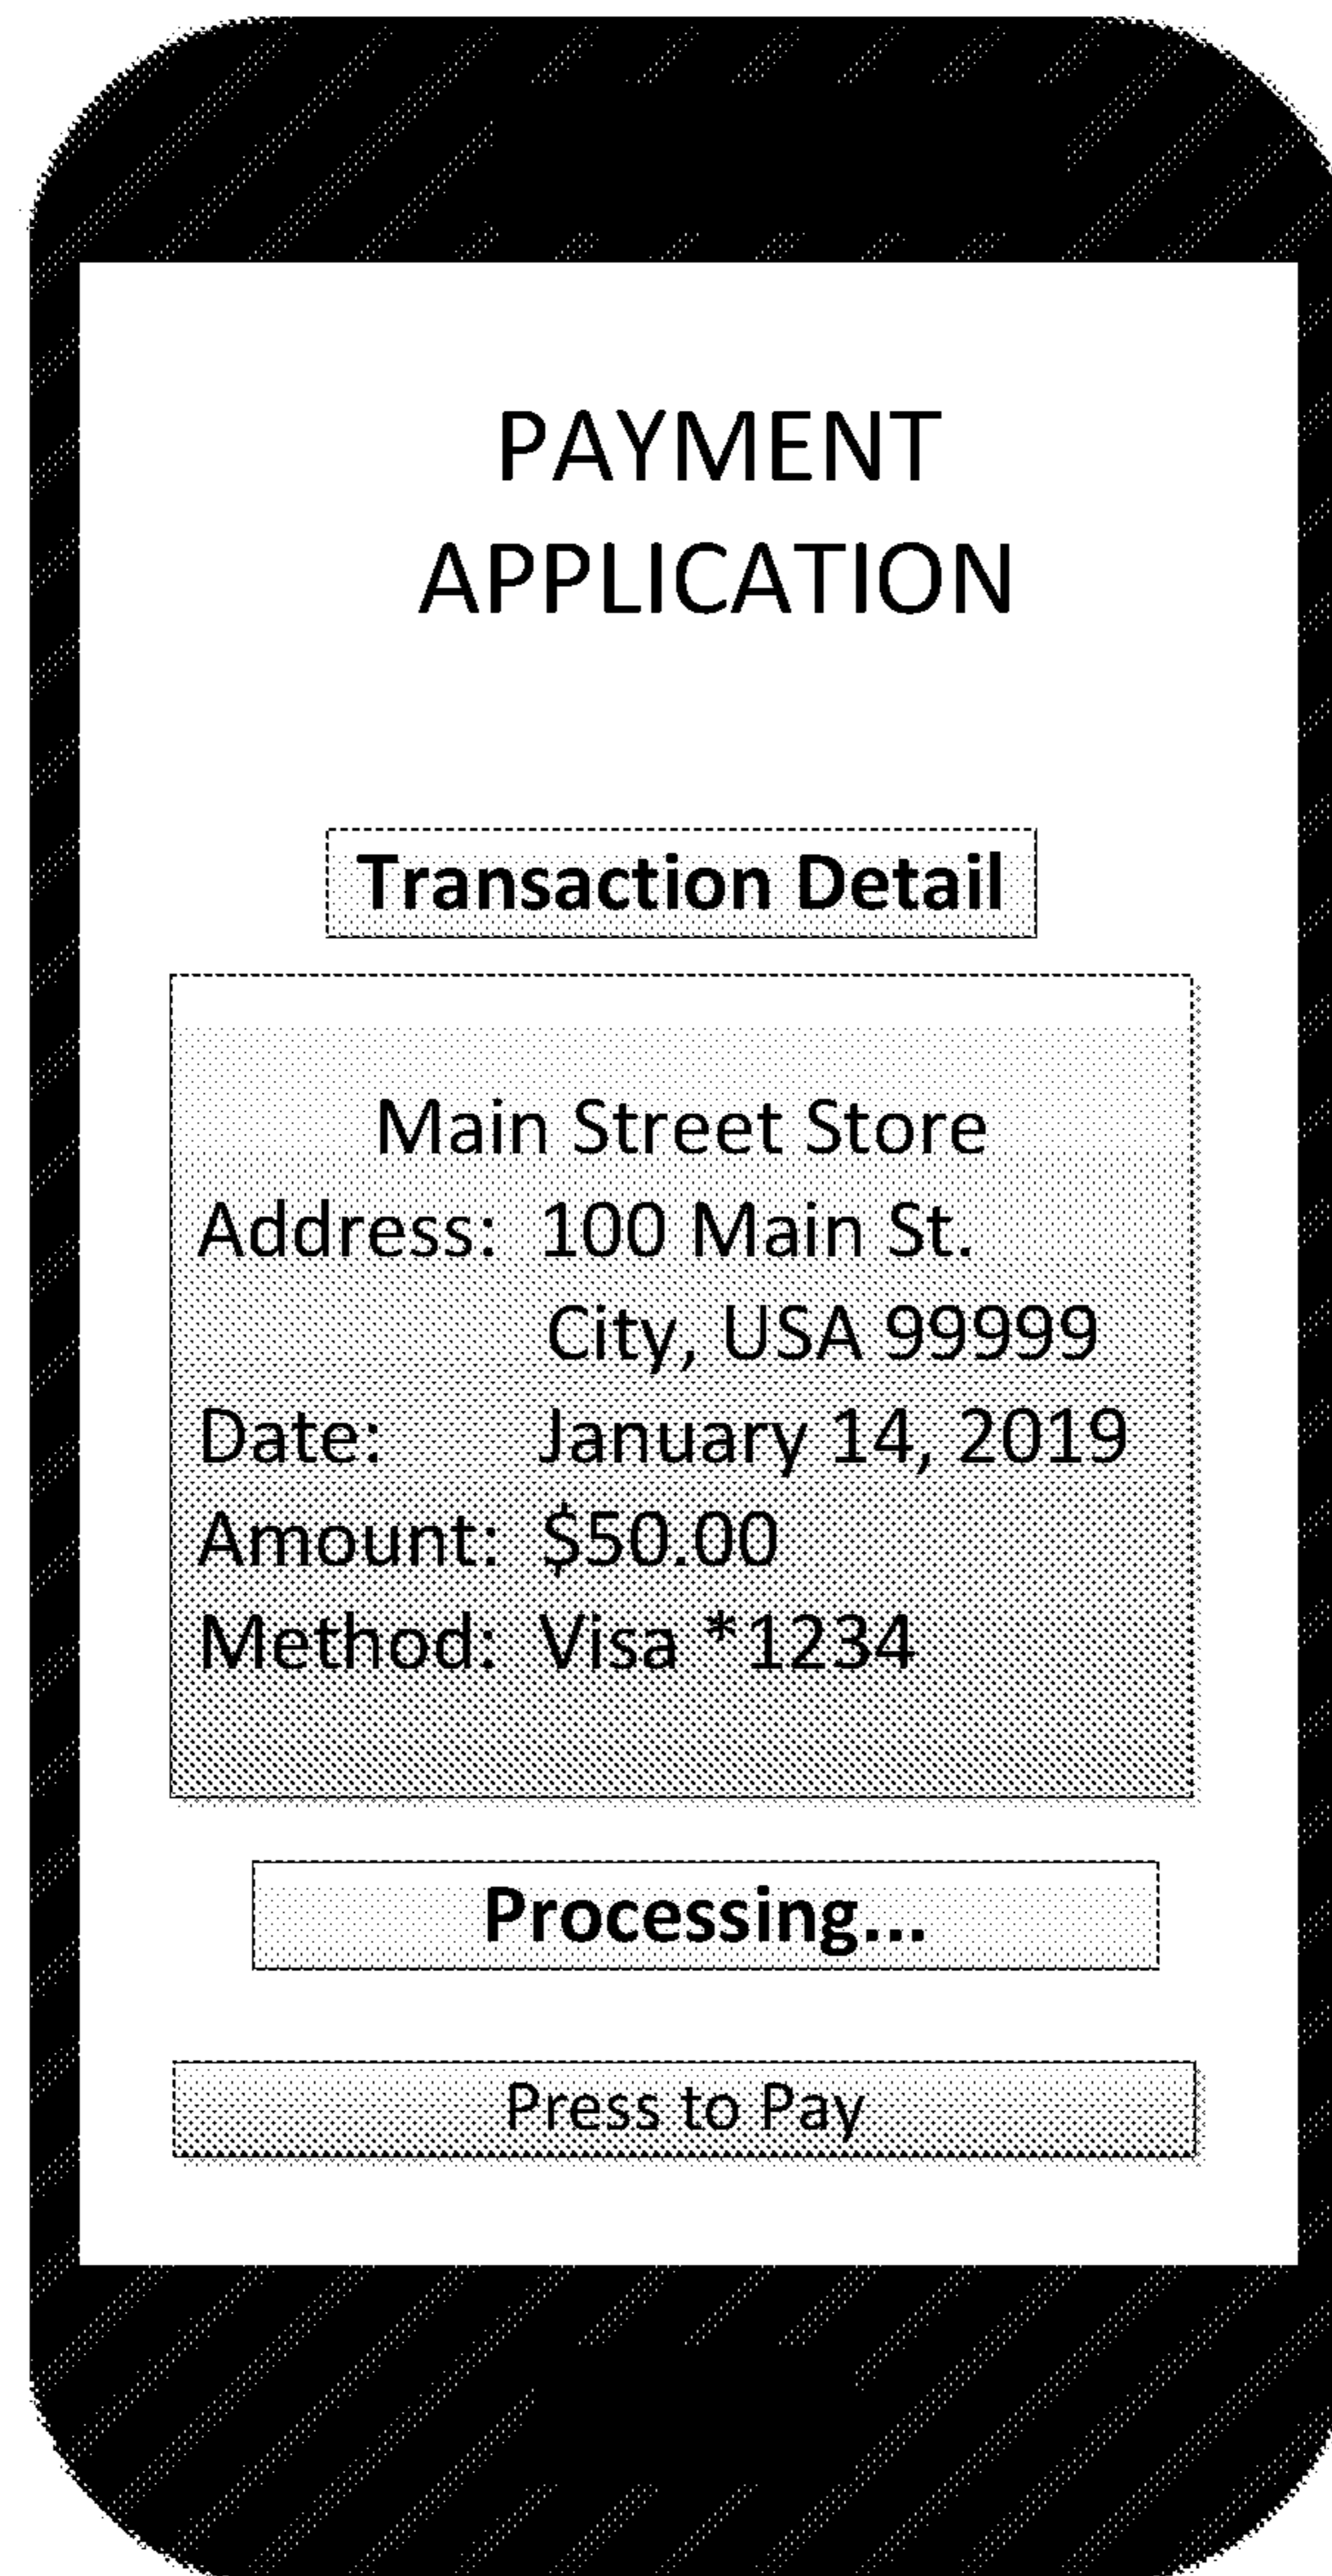 PAYMENT
APPLICATION
Transaction Detail
Main Street Store
Address: 100 Main St.
City, USA 99999
Date: January 14, 2019
Amount: $50.00
Method: Visa *1234
Processing...
Press to Pay